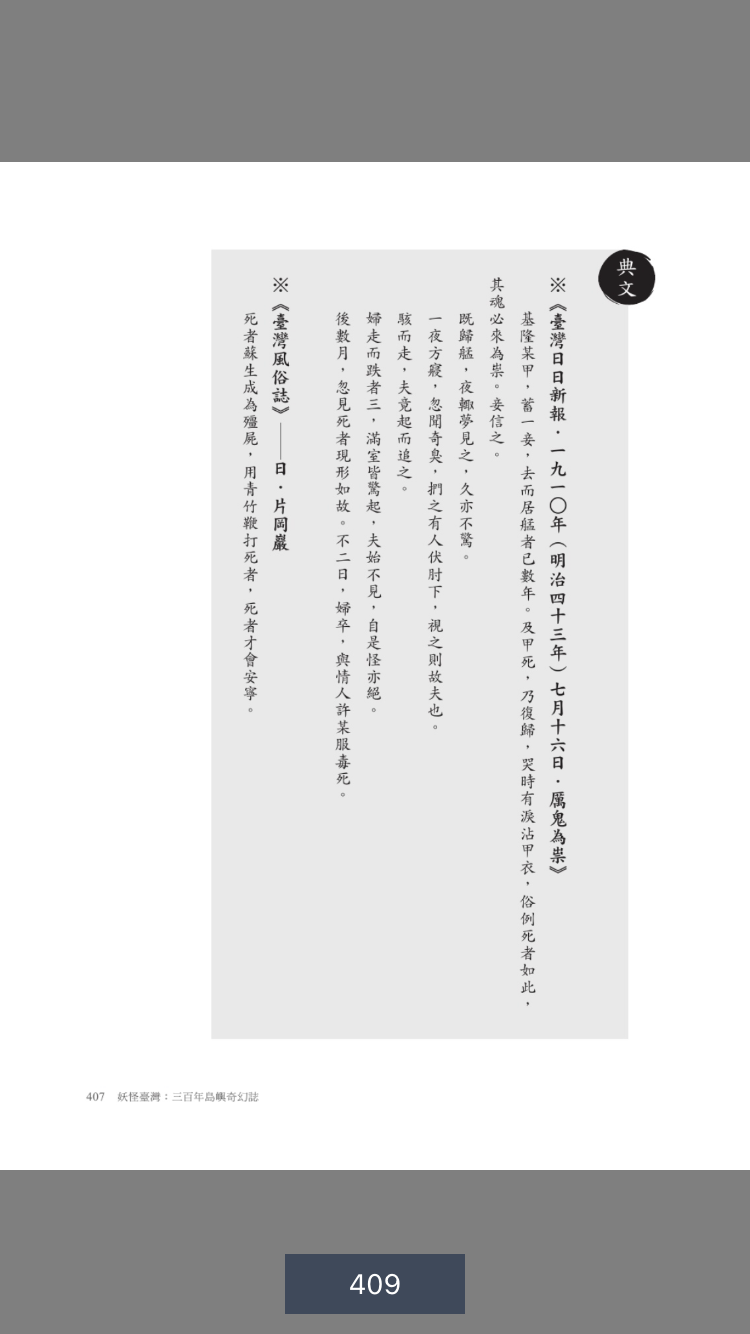 典文
※《臺灣日日新報．一九一〇年（明治四十三年）七月十六日．厲鬼為祟》
基隆某甲，蓄一妾，去而居艋者已數年。及甲死，乃復歸，哭時有淚沾甲衣，俗例死者如此，
其魂必來為祟。妾信之。
既歸艋，夜輒夢見之，久亦不驚。
一夜方寢，忽聞奇臭，捫之有人伏肘下，視之則故夫也。
駭而走，夫竟起而追之。
婦走而跌者三，滿室皆驚起，夫始不見，自是怪亦絕。
後數月，忽見死者現形如故。不二日，婦卒，與情人許某服毒死。
※《臺灣風俗誌》——日．片岡巖
死者蘇生成為殭屍，用青竹鞭打死者，死者才會安寧。
407 妖怪臺灣：三百年島嶼奇幻誌
409